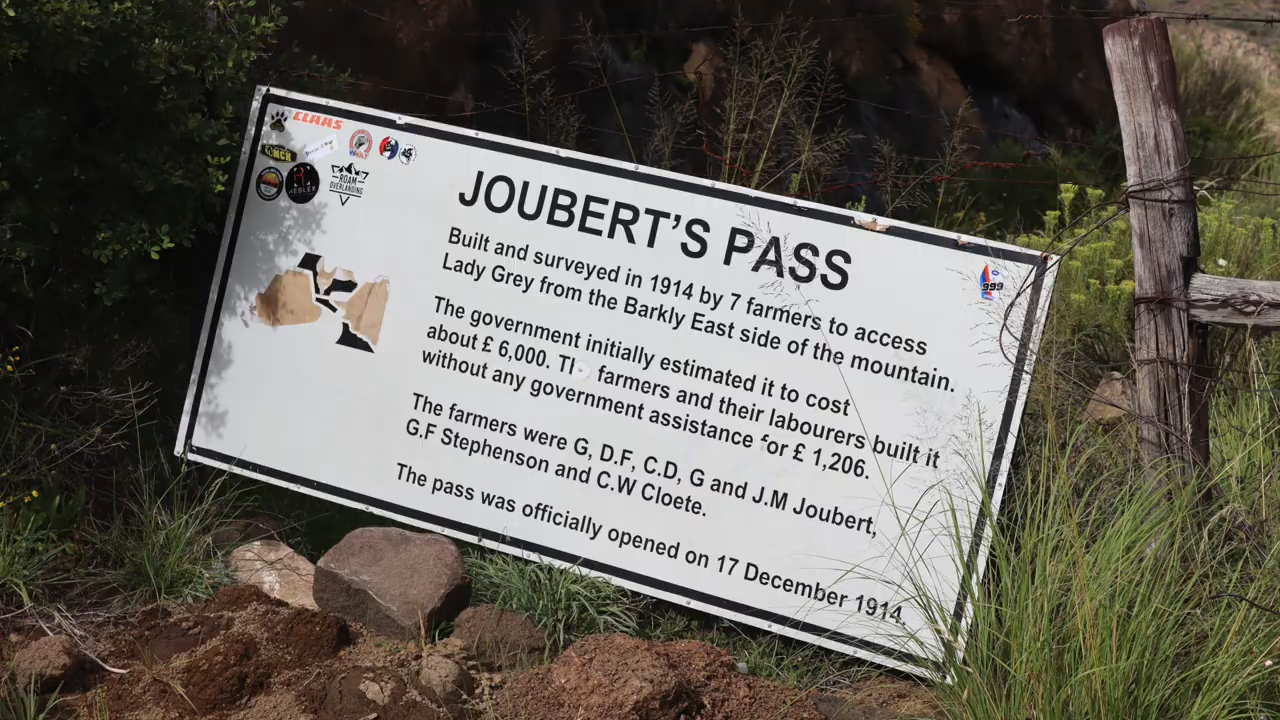 CLAAS
ROAM
OVERLANDING
999
JOUBERT'S PASS
Built and surveyed in 1914 by 7 farmers to access
Lady Grey from the Barkly East side of the mountain.
The government initially estimated it to cost
about £ 6,000. T farmers and their labourers built it
without any government assistance for £ 1,206.
The farmers were G, D.F, C.D, G and J.M Joubert,
G.F Stephenson and C.W Cloete.
The pass was officially opened on 17 December 1914.